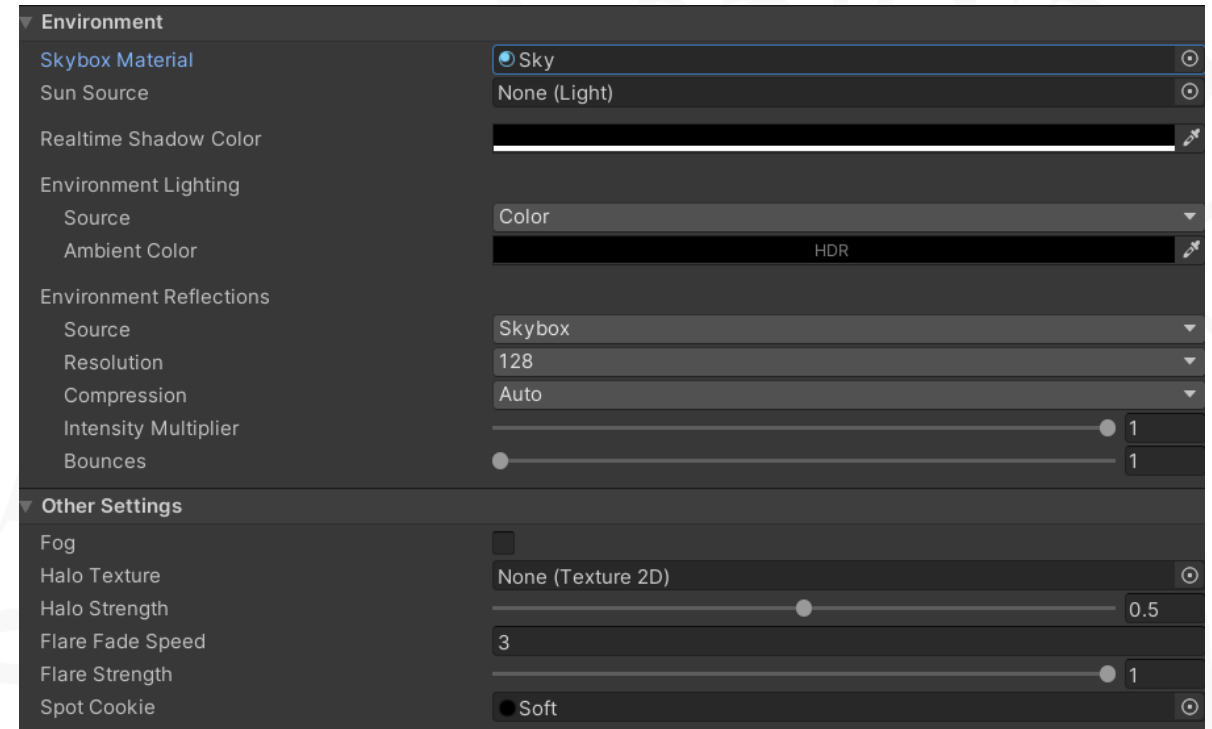 Environment
Skybox Material Sky
Sun Source None (Light)
Realtime Shadow Color
Environment Lighting
Source Color
Ambient Color HDR
Environment Reflections
Source Skybox
Resolution 128
Compression Auto
Intensity Multiplier 1
Bounces 1
Other Settings
Fog
Halo Texture None (Texture 2D)
Halo Strength 0.5
Flare Fade Speed 3
Flare Strength 1
Spot Cookie Soft